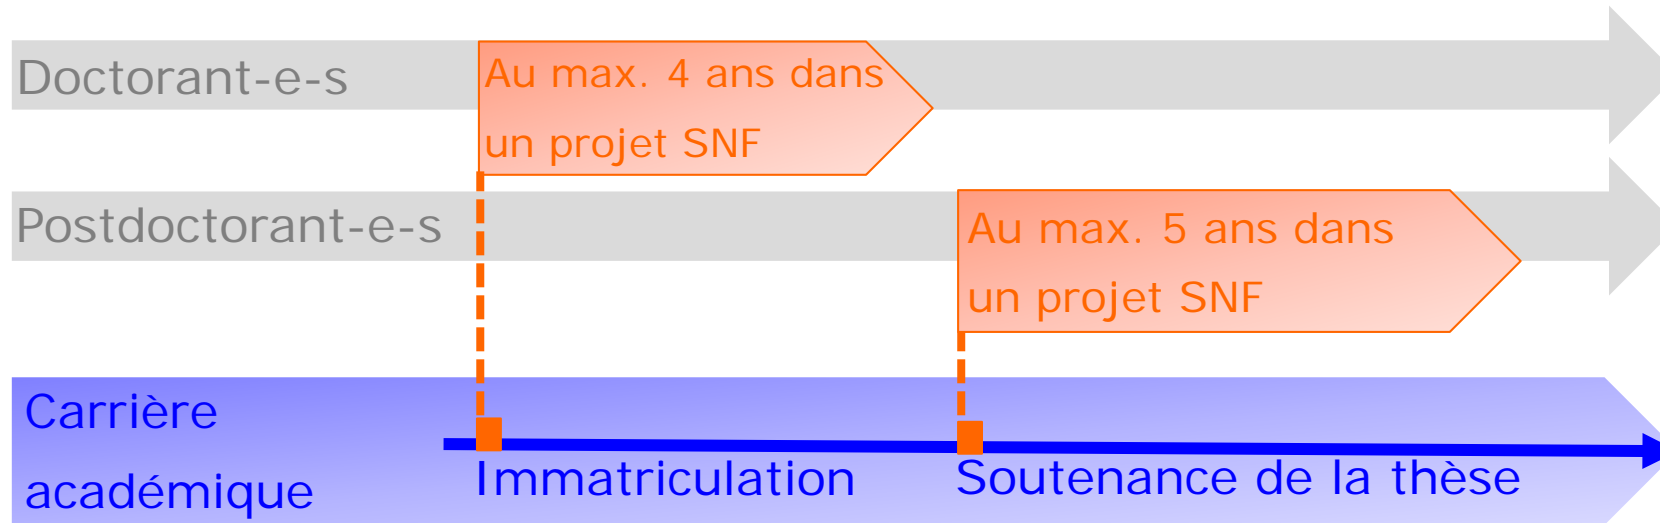 Doctorant-e-s
Au max. 4 ans dans
un projet SNF
Postdoctorant-e-s
Au max. 5 ans dans
un projet SNF
Carrière
académique
Immatriculation
Soutenance de la thèse